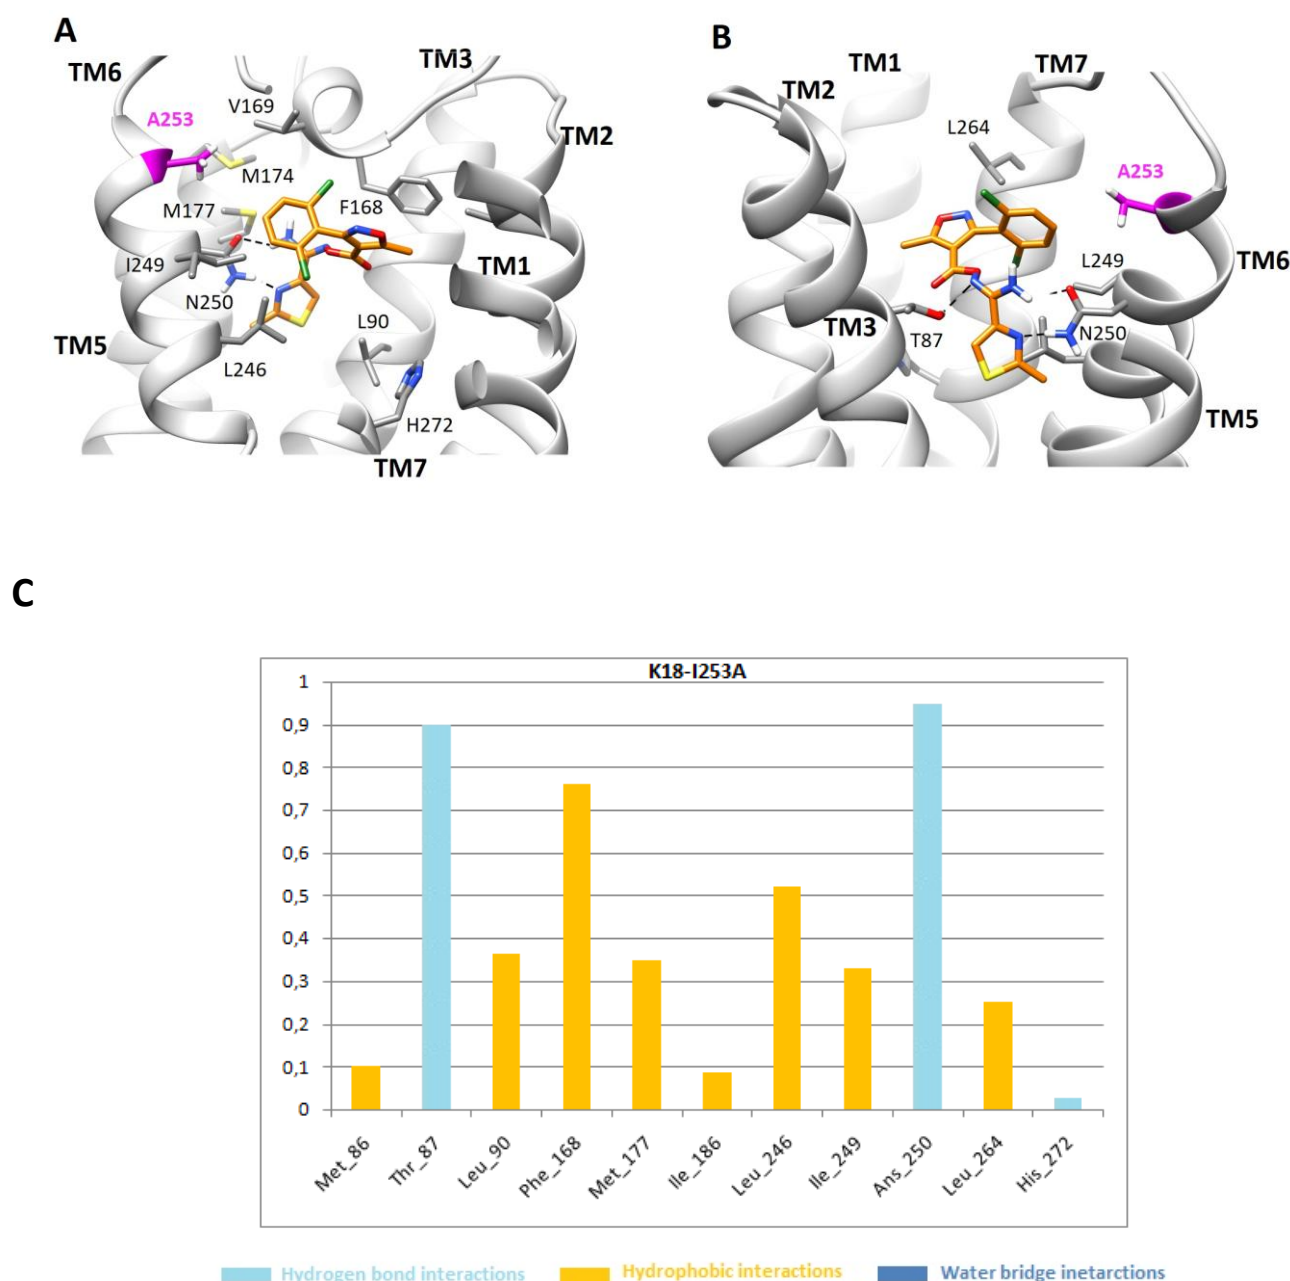 A
TM6
TM3
V169
A253
TM2
M174
M177
F168
I249
TM1
N250
L90
TM5
L246
H272
TM7
B
TM1
TM7
TM2
L264
A253
L249
TM6
TM3
T87
N250
TM5
C
K18-I253A
1
0,9
0,8
0,7
0,6
0,5
0,4
0,3
0,2
0,1
0
Met_86
Thr_87
Leu_90
Phe_168
Met_177
Ile_186
Leu_246
Ile_249
Ans_250
Leu_264
His_272
Hydrogen bond interactions
Hydrophobic interactions
Water bridge inetarctions